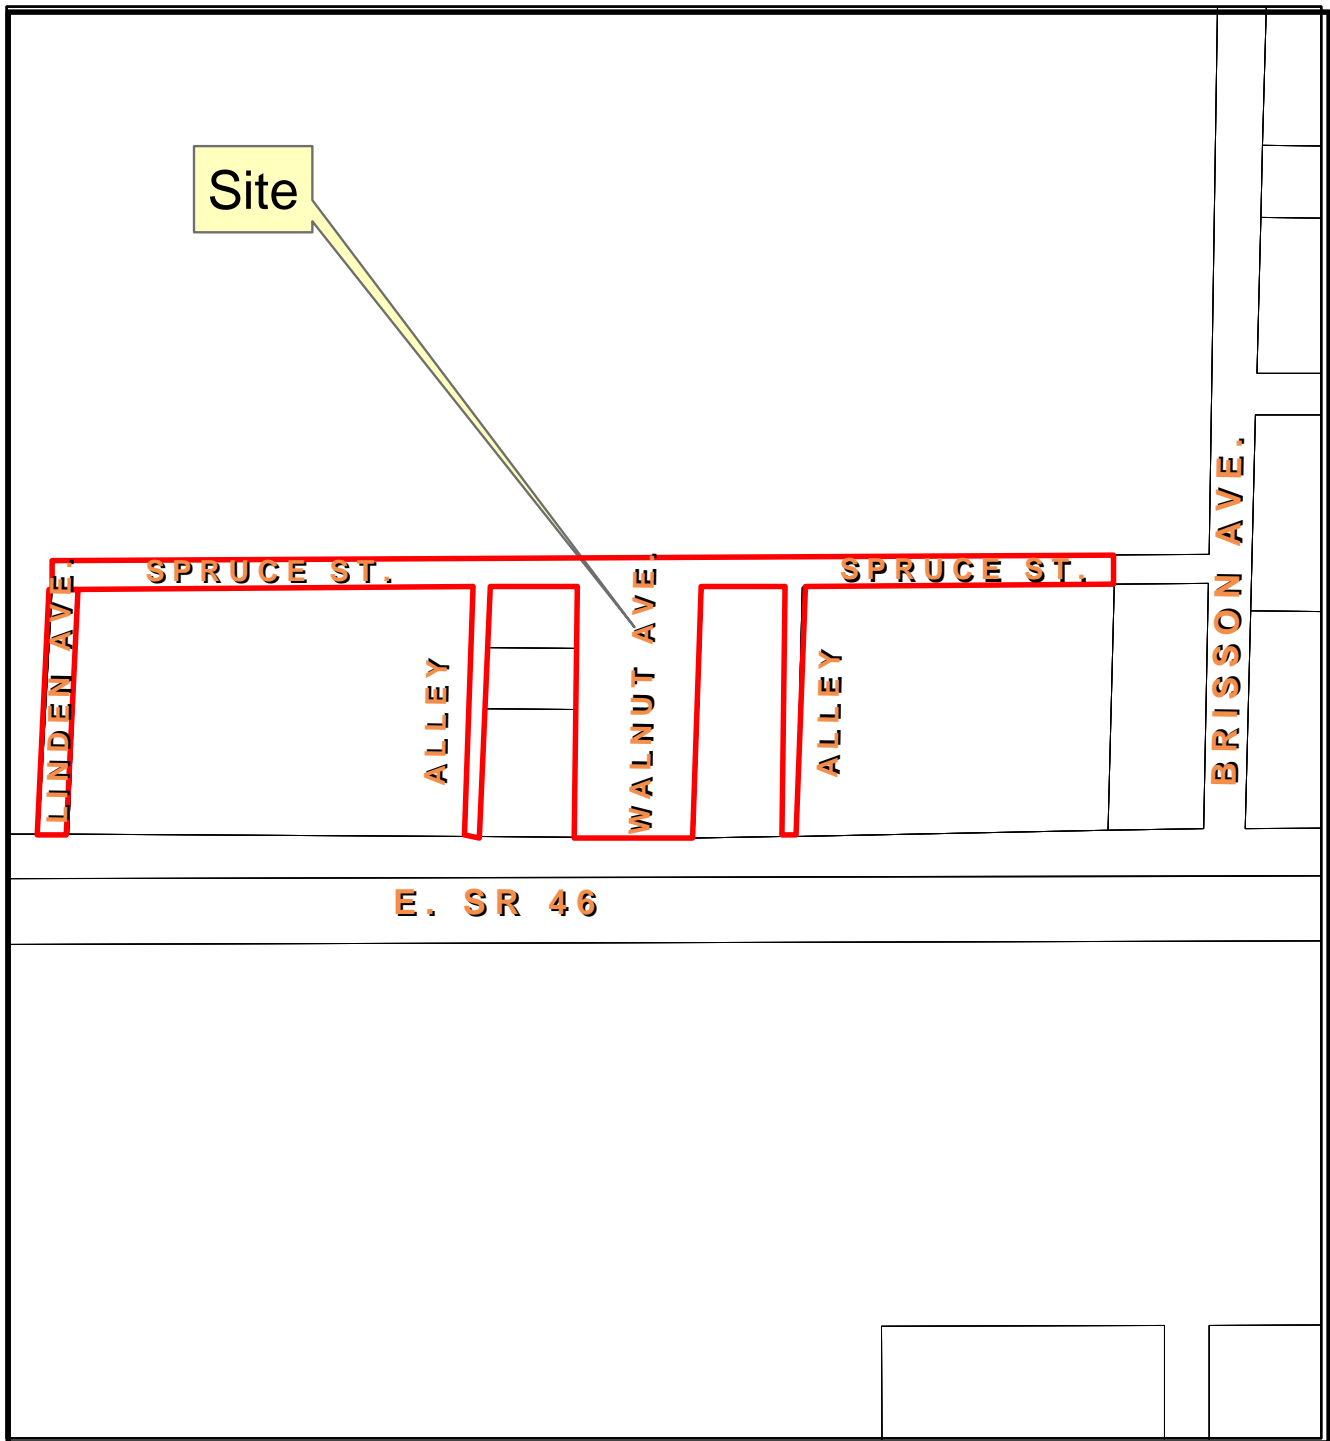 Site
SPRUCE ST.
SPRUCE ST.
LINDEN AVE.
ALLEY
WALNUT AVE.
ALLEY
BRISSON AVE.
E. SR 46